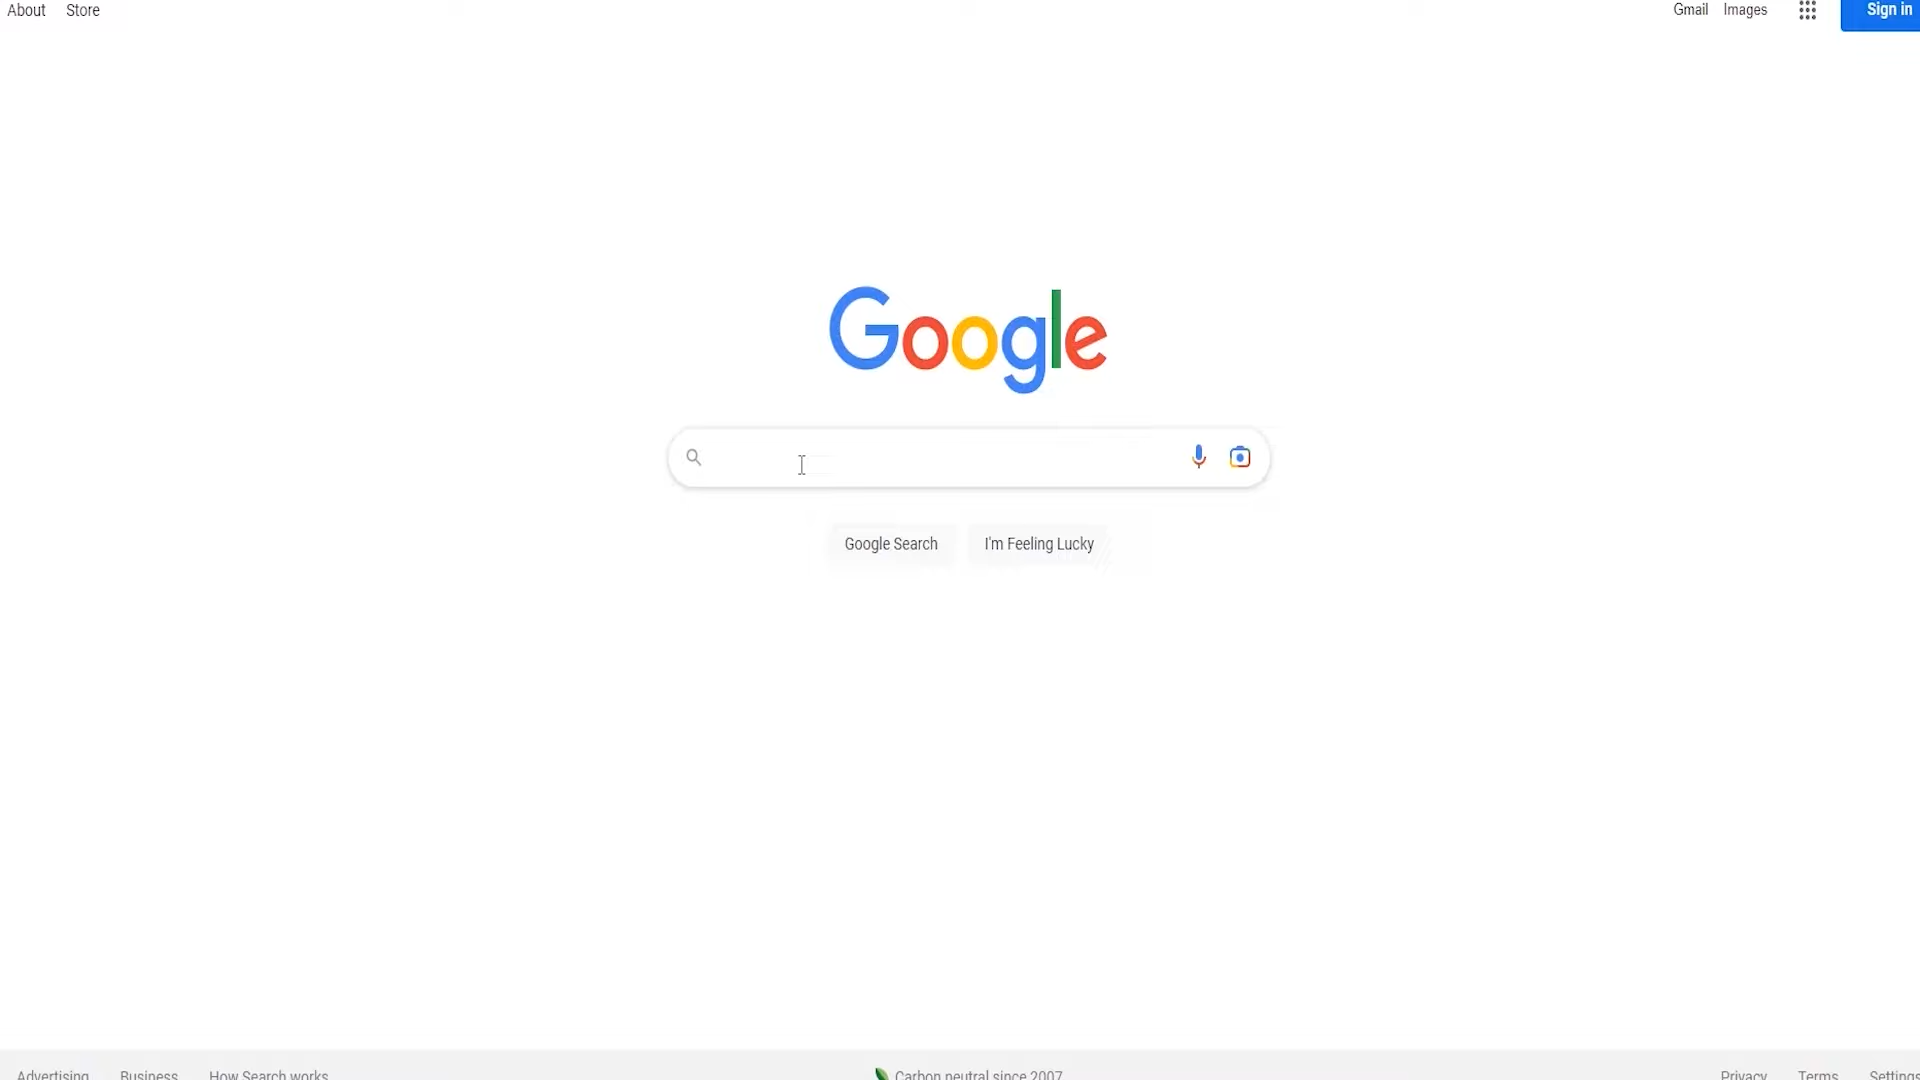 About Store Gmail Images Sign in
Google
Google Search I'm Feeling Lucky
Advertising Business How Search works Carbon neutral since 2007 Privacy Terms Settings